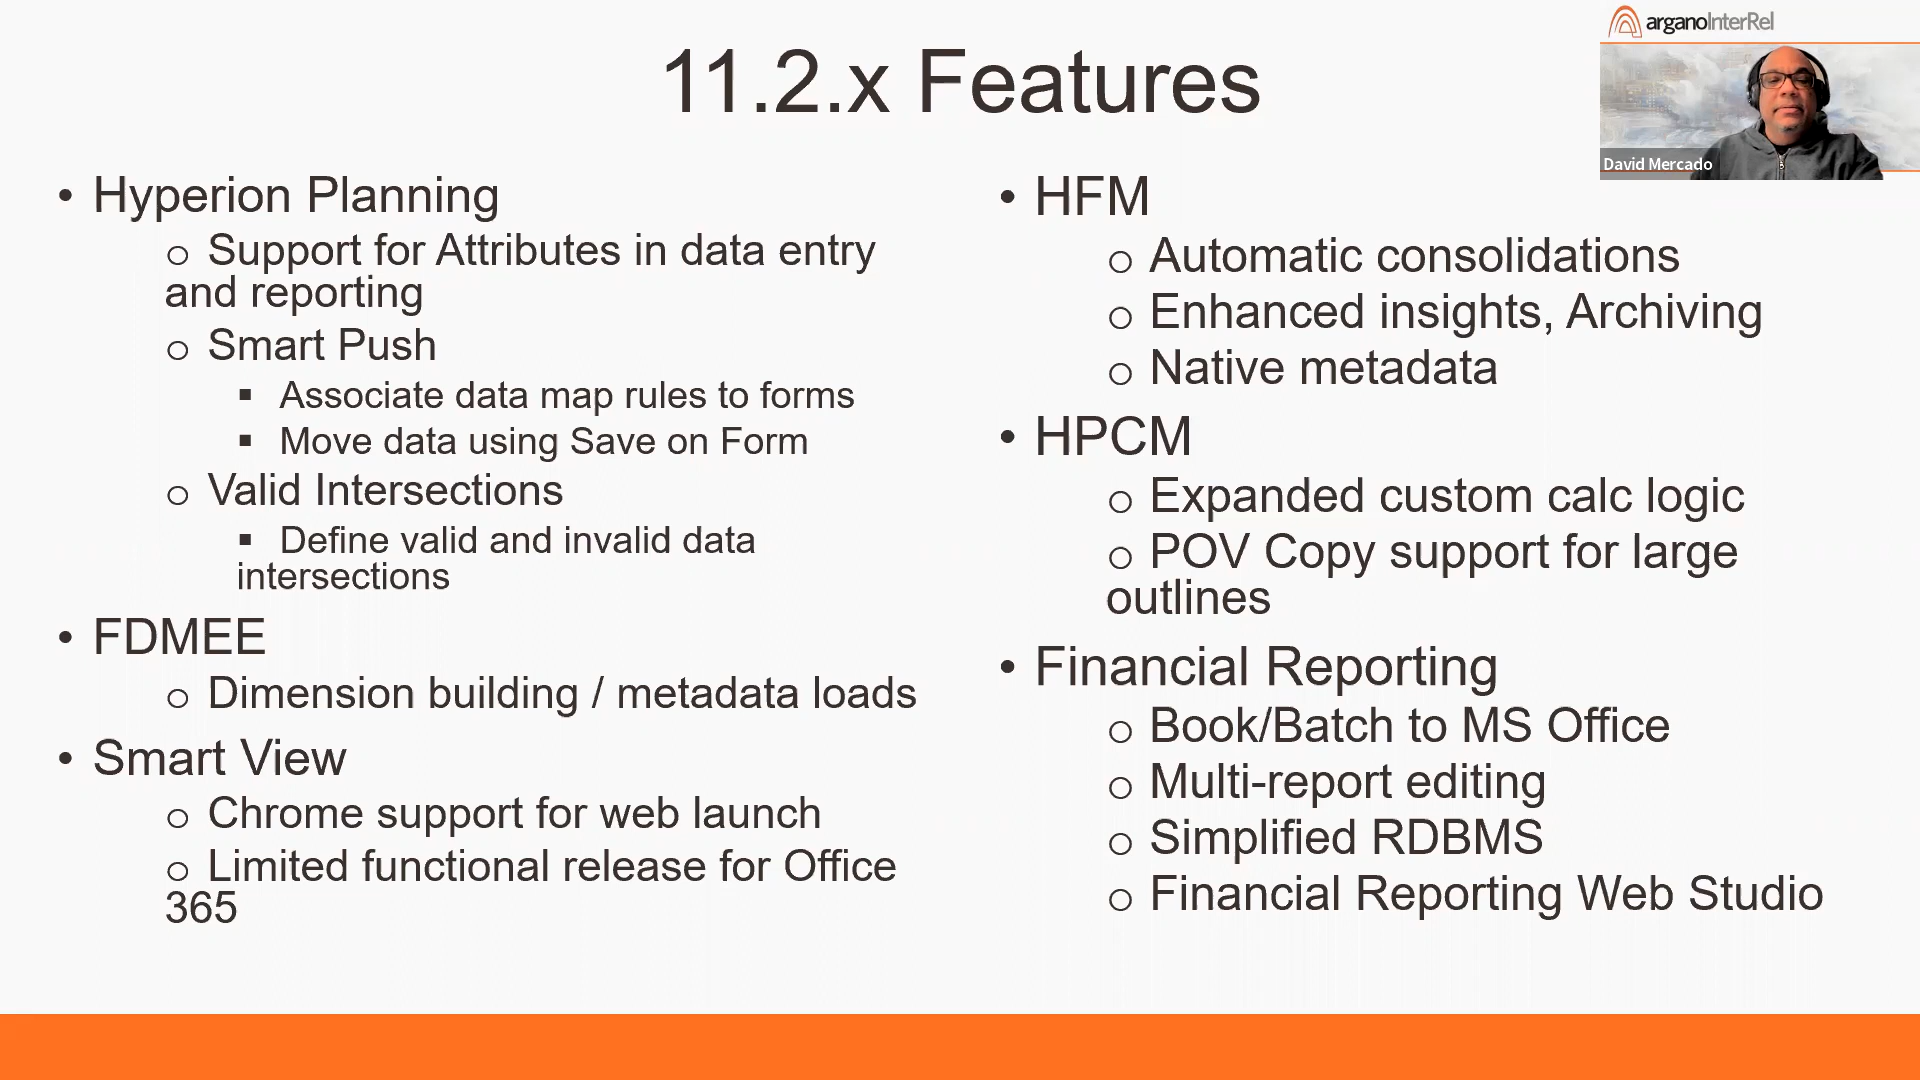 11.2.x Features
arganoInterRel
David Mercado
• Hyperion Planning
o Support for Attributes in data entry
and reporting
o Smart Push
▪ Associate data map rules to forms
▪ Move data using Save on Form
o Valid Intersections
▪ Define valid and invalid data
intersections
• FDMEE
o Dimension building / metadata loads
• Smart View
o Chrome support for web launch
o Limited functional release for Office
365
• HFM
o Automatic consolidations
o Enhanced insights, Archiving
o Native metadata
• HPCM
o Expanded custom calc logic
o POV Copy support for large
outlines
• Financial Reporting
o Book/Batch to MS Office
o Multi-report editing
o Simplified RDBMS
o Financial Reporting Web Studio